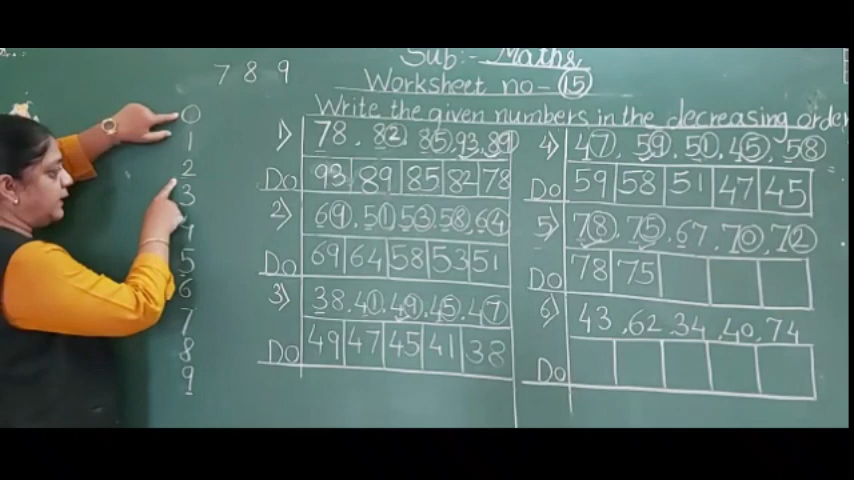 Sub:- Maths
7 8 9
Worksheet no- 15
Write the given numbers in the decreasing order
0
1
2
3
4
5
6
7
8
9
1) 78, 82, 85, 93, 89
Do 93 89 85 82 78
2) 69, 51, 53, 58, 64
Do 69 64 58 53 51
3) 38, 41, 49, 45, 47
Do 49 47 45 41 38
4) 47, 59, 51, 45, 58
Do 59 58 51 47 45
5) 78, 75, 67, 70, 72
Do 78 75
6) 43, 62, 34, 40, 74
Do